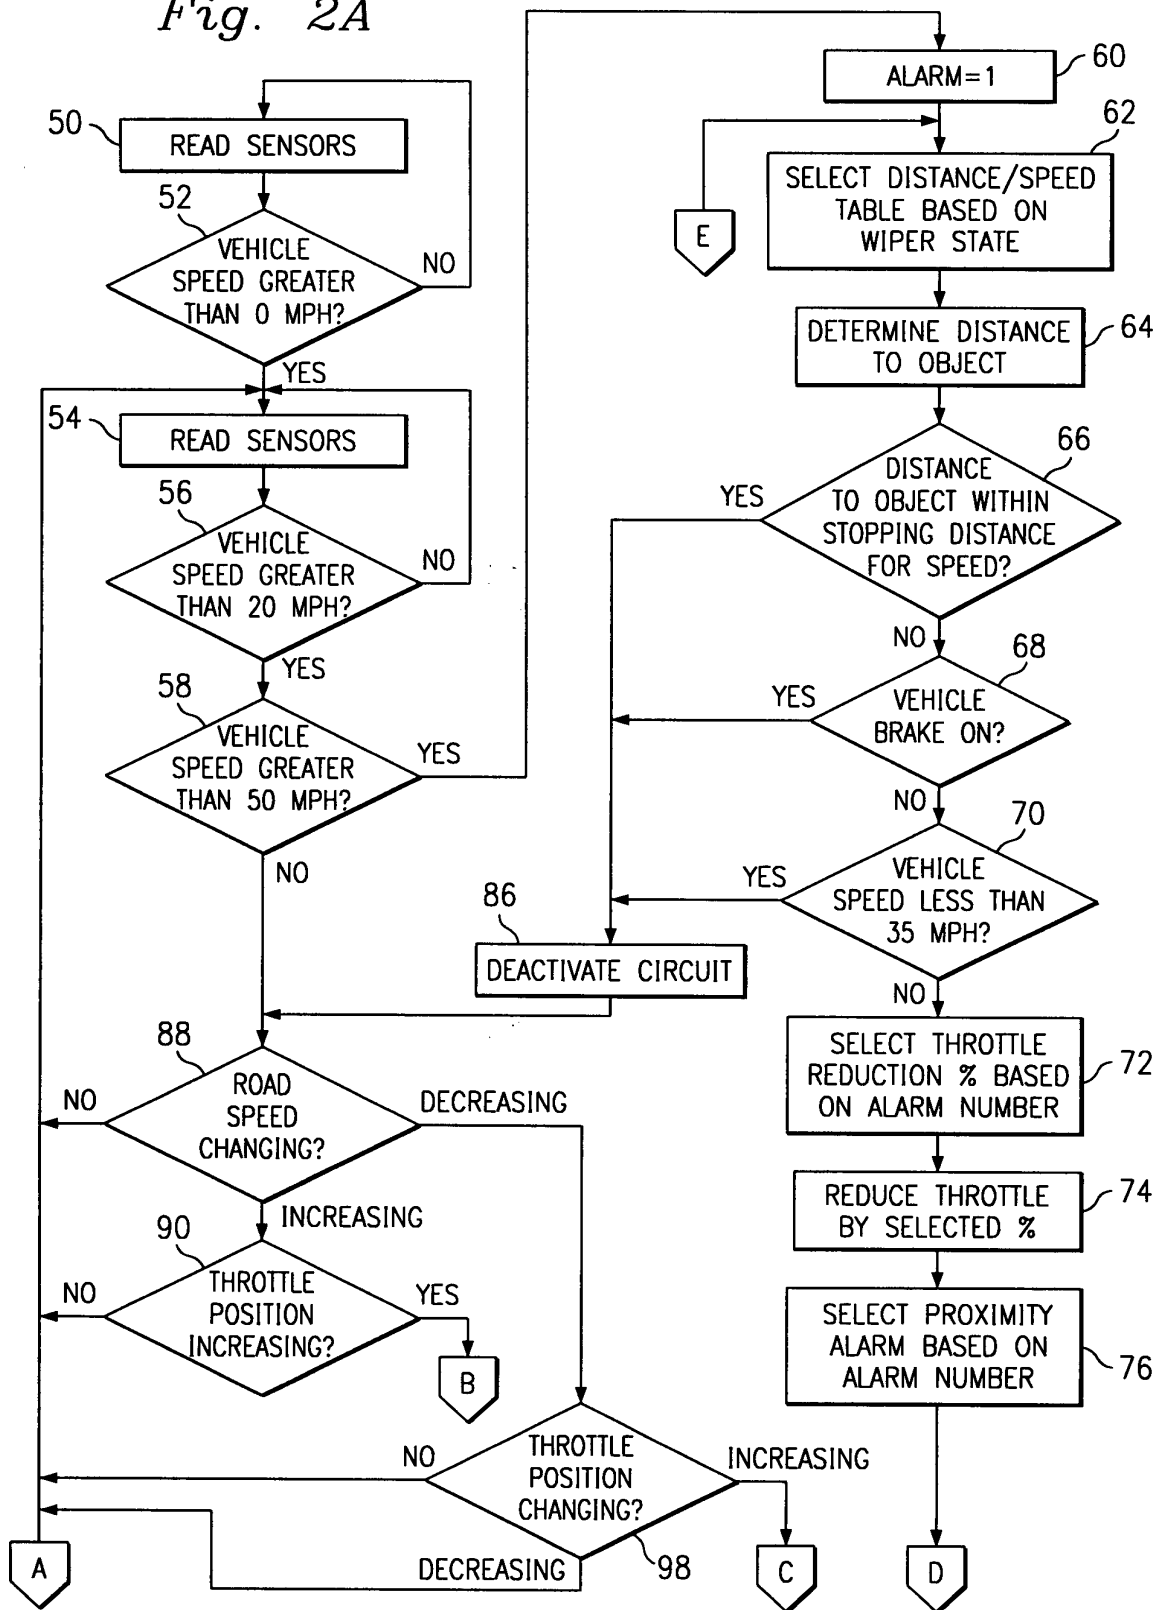 Fig. 2A
50
READ SENSORS
52
VEHICLE
SPEED GREATER
THAN 0 MPH?
NO
YES
54
READ SENSORS
56
VEHICLE
SPEED GREATER
THAN 20 MPH?
NO
YES
58
VEHICLE
SPEED GREATER
THAN 50 MPH?
YES
NO
ALARM=1
60
62
SELECT DISTANCE/SPEED
TABLE BASED ON
WIPER STATE
E
DETERMINE DISTANCE
TO OBJECT
64
66
DISTANCE
TO OBJECT WITHIN
STOPPING DISTANCE
FOR SPEED?
YES
NO
68
VEHICLE
BRAKE ON?
YES
NO
70
VEHICLE
SPEED LESS THAN
35 MPH?
YES
NO
86
DEACTIVATE CIRCUIT
SELECT THROTTLE
REDUCTION % BASED
ON ALARM NUMBER
72
REDUCE THROTTLE
BY SELECTED %
74
SELECT PROXIMITY
ALARM BASED ON
ALARM NUMBER
76
88
ROAD
SPEED
CHANGING?
NO
DECREASING
INCREASING
90
THROTTLE
POSITION
INCREASING?
NO
YES
B
THROTTLE
POSITION
CHANGING?
NO
INCREASING
DECREASING
98
A
C
D